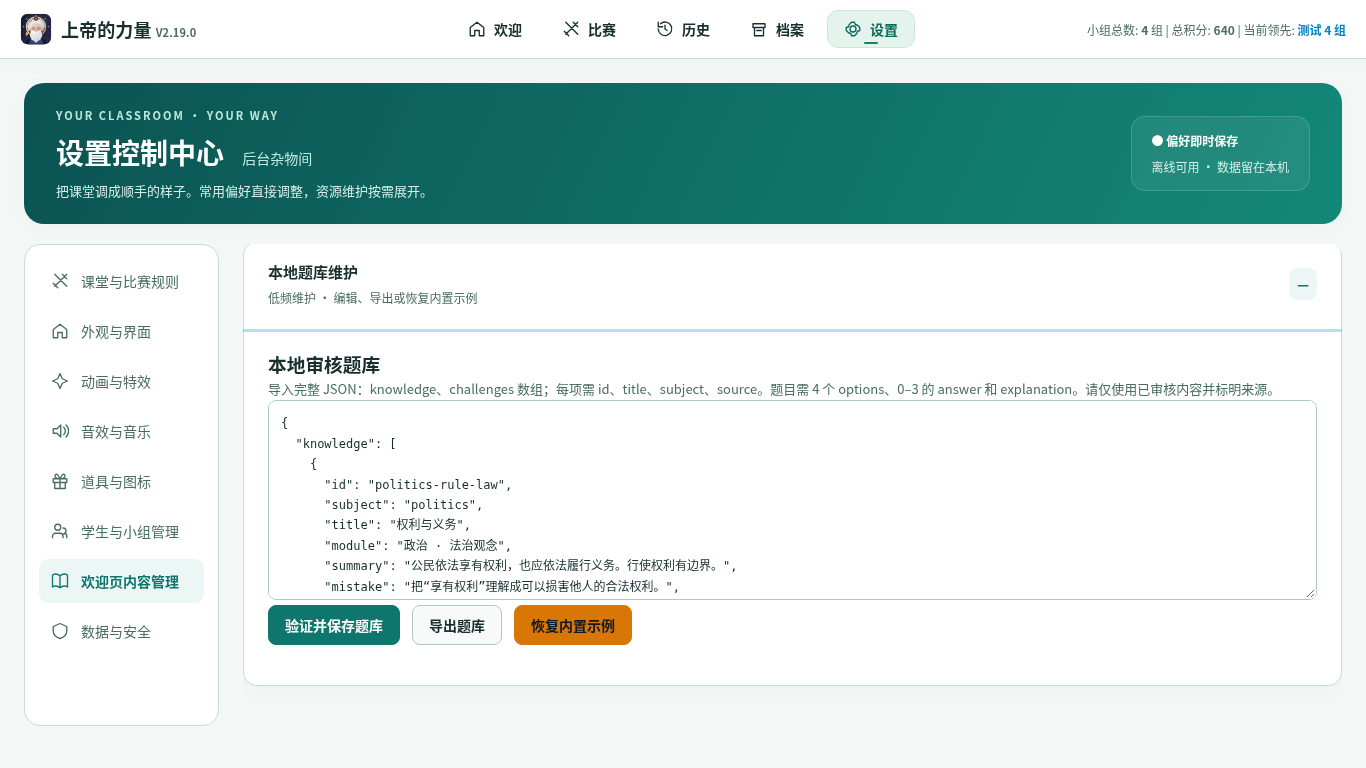 上帝的力量 V2.19.0
欢迎
比赛
历史
档案
设置
小组总数: 4 组 | 总积分: 640 | 当前领先: 测试 4 组
YOUR CLASSROOM · YOUR WAY
设置控制中心 后台杂物间
把课堂调成顺手的样子。常用偏好直接调整，资源维护按需展开。
偏好即时保存
离线可用 · 数据留在本机
课堂与比赛规则
外观与界面
动画与特效
音效与音乐
道具与图标
学生与小组管理
欢迎页内容管理
数据与安全
本地题库维护
低频维护 · 编辑、导出或恢复内置示例
本地审核题库
导入完整 JSON：knowledge、challenges 数组；每项需 id、title、subject、source。题目需 4 个 options、0–3 的 answer 和 explanation。请仅使用已审核内容并标明来源。
{
  "knowledge": [
    {
      "id": "politics-rule-law",
      "subject": "politics",
      "title": "权利与义务",
      "module": "政治 · 法治观念",
      "summary": "公民依法享有权利，也应依法履行义务。行使权利有边界。",
      "mistake": "把“享有权利”理解成可以损害他人的合法权利。",
验证并保存题库
导出题库
恢复内置示例